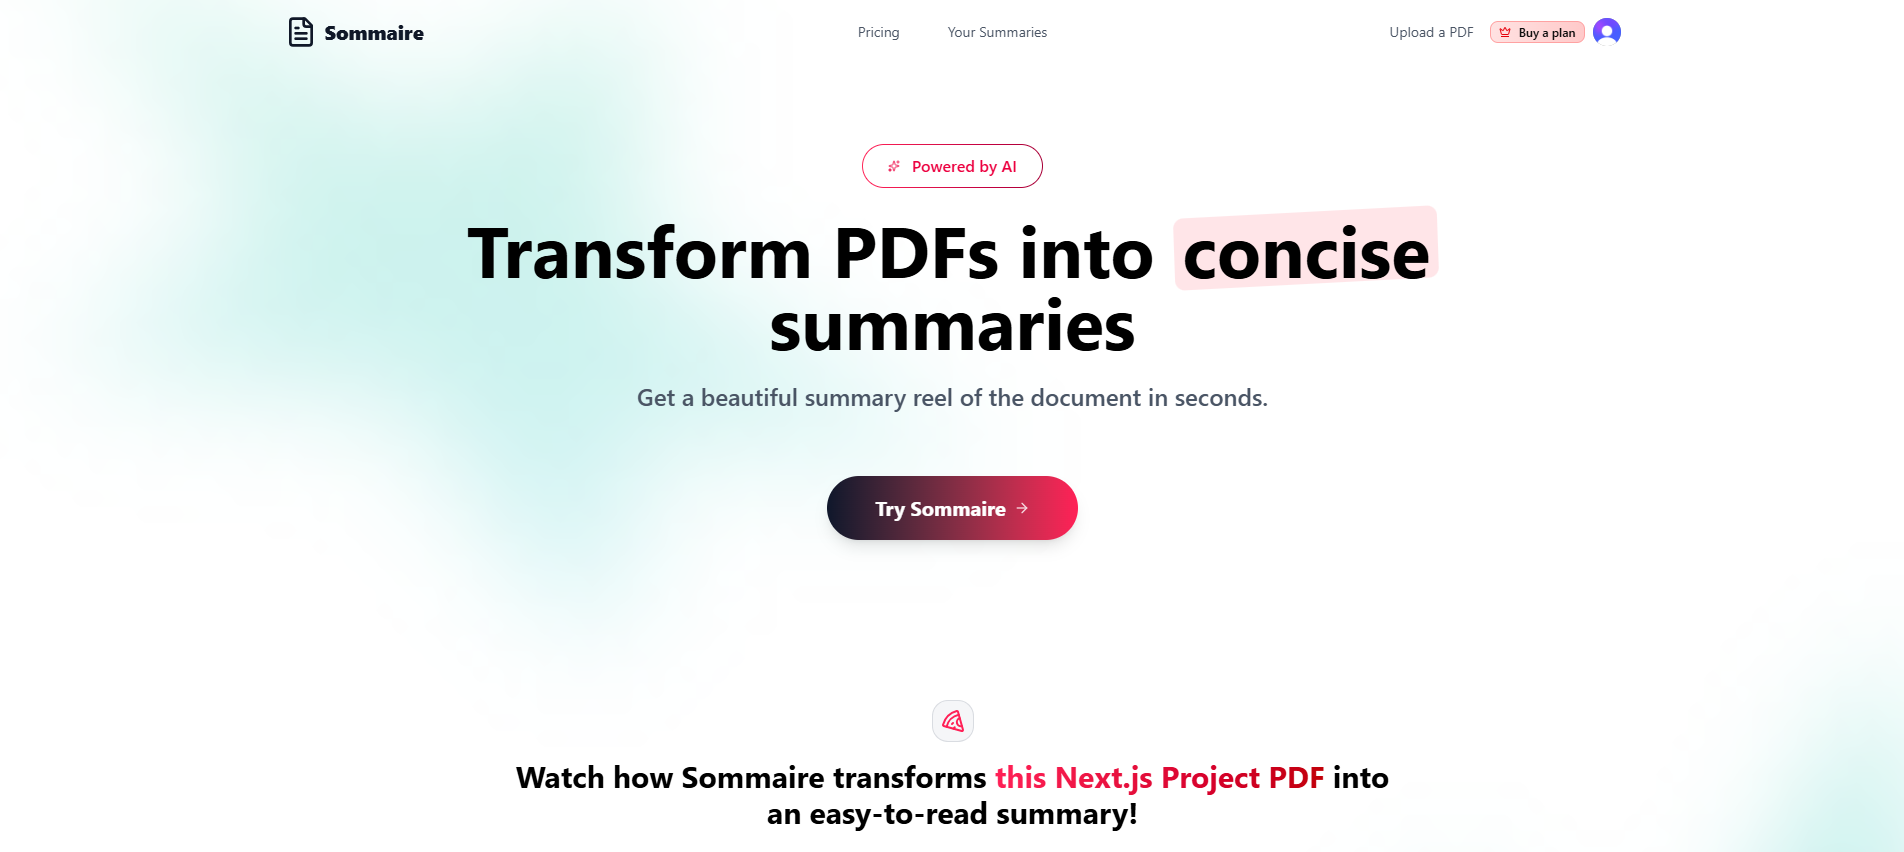 Sommaire
Pricing
Your Summaries
Upload a PDF
Buy a plan
Powered by AI
Transform PDFs into concise
summaries
Get a beautiful summary reel of the document in seconds.
Try Sommaire
Watch how Sommaire transforms this Next.js Project PDF into
an easy-to-read summary!